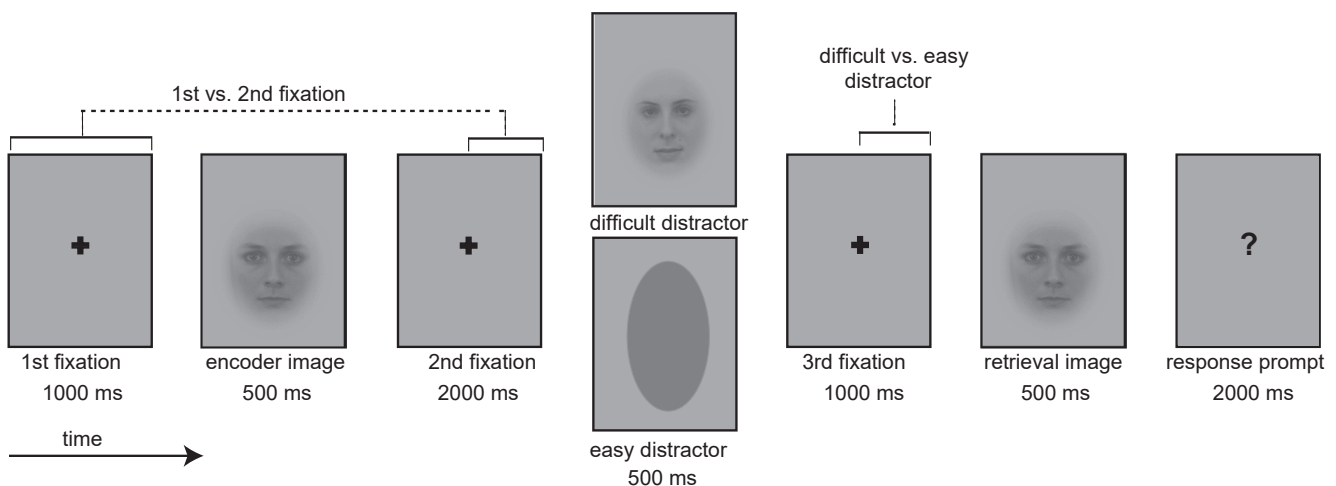 1st vs. 2nd fixation
difficult vs. easy
distractor
1st fixation
1000 ms
encoder image
500 ms
2nd fixation
2000 ms
difficult distractor
easy distractor
500 ms
3rd fixation
1000 ms
retrieval image
500 ms
?
response prompt
2000 ms
time